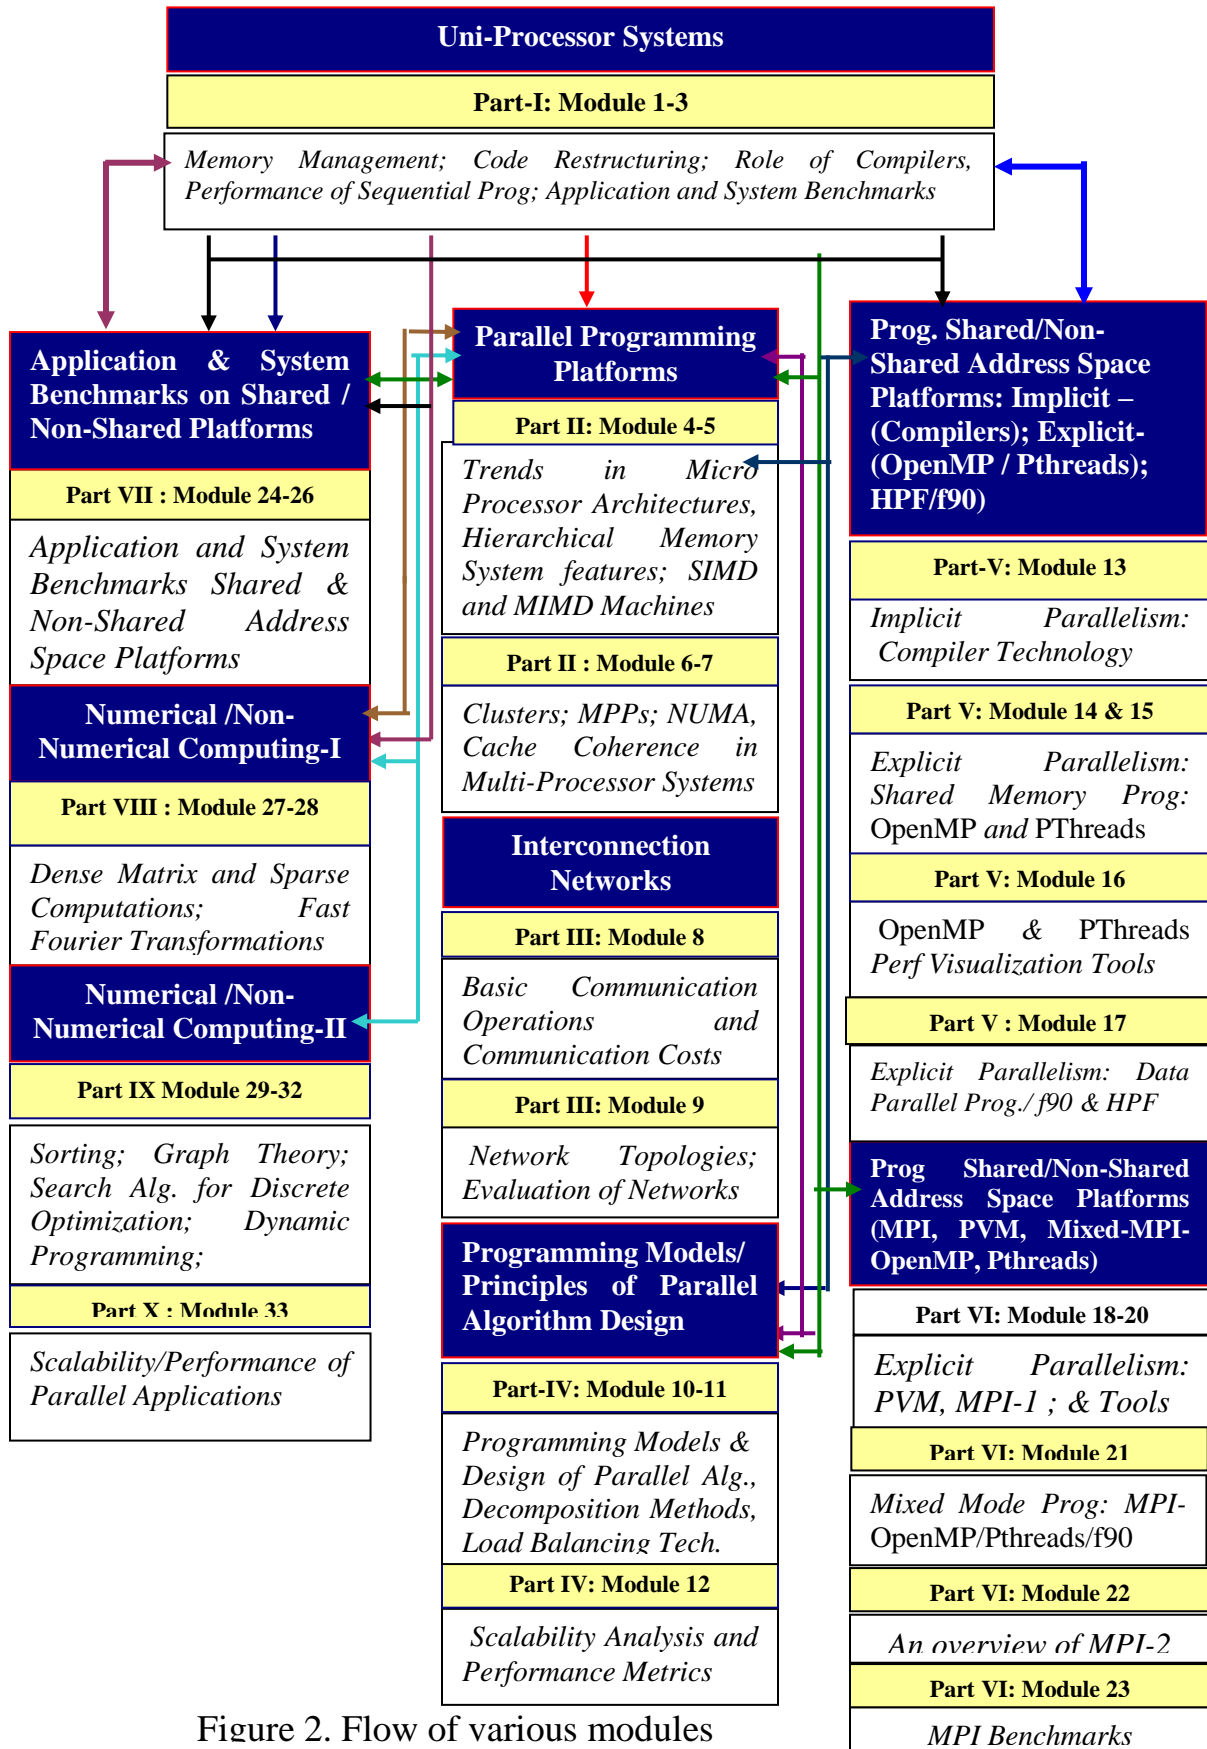 Uni-Processor Systems
Part-I: Module 1-3
Memory Management; Code Restructuring; Role of Compilers,
Performance of Sequential Prog; Application and System Benchmarks
Application & System
Benchmarks on Shared /
Non-Shared Platforms
Part VII : Module 24-26
Application and System
Benchmarks Shared &
Non-Shared Address
Space Platforms
Numerical /Non-
Numerical Computing-I
Part VIII : Module 27-28
Dense Matrix and Sparse
Computations; Fast
Fourier Transformations
Numerical /Non-
Numerical Computing-II
Part IX Module 29-32
Sorting; Graph Theory;
Search Alg. for Discrete
Optimization; Dynamic
Programming;
Part X : Module 33
Scalability/Performance of
Parallel Applications
Parallel Programming
Platforms
Part II: Module 4-5
Trends in Micro
Processor Architectures,
Hierarchical Memory
System features; SIMD
and MIMD Machines
Part II : Module 6-7
Clusters; MPPs; NUMA,
Cache Coherence in
Multi-Processor Systems
Interconnection
Networks
Part III: Module 8
Basic Communication
Operations and
Communication Costs
Part III: Module 9
Network Topologies;
Evaluation of Networks
Programming Models/
Principles of Parallel
Algorithm Design
Part-IV: Module 10-11
Programming Models &
Design of Parallel Alg.,
Decomposition Methods,
Load Balancing Tech.
Part IV: Module 12
Scalability Analysis and
Performance Metrics
Prog. Shared/Non-
Shared Address Space
Platforms: Implicit –
(Compilers); Explicit-
(OpenMP / Pthreads);
HPF/f90)
Part-V: Module 13
Implicit Parallelism:
Compiler Technology
Part V: Module 14 & 15
Explicit Parallelism:
Shared Memory Prog:
OpenMP and PThreads
Part V: Module 16
OpenMP & PThreads
Perf Visualization Tools
Part V : Module 17
Explicit Parallelism: Data
Parallel Prog./ f90 & HPF
Prog Shared/Non-Shared
Address Space Platforms
(MPI, PVM, Mixed-MPI-
OpenMP, Pthreads)
Part VI: Module 18-20
Explicit Parallelism:
PVM, MPI-1 ; & Tools
Part VI: Module 21
Mixed Mode Prog: MPI-
OpenMP/Pthreads/f90
Part VI: Module 22
An overview of MPI-2
Part VI: Module 23
MPI Benchmarks
Figure 2. Flow of various modules